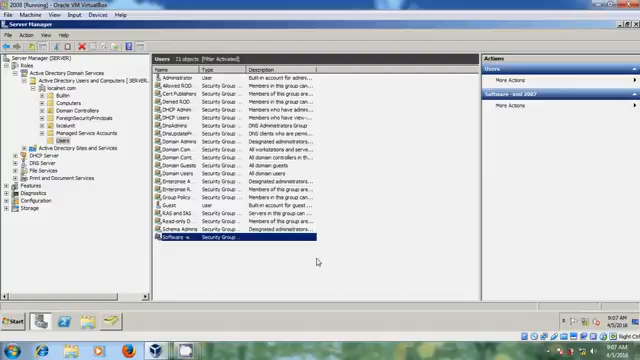 2008 [Running] - Oracle VM VirtualBox
File Machine View Input Devices Help
Server Manager
File Action View Help
Server Manager (SERVER)
Roles
Active Directory Domain Services
Active Directory Users and Computers [ SERVER.
localnet.com
Builtin
Computers
Domain Controllers
ForeignSecurityPrincipals
Managed Service Accounts
Users
Active Directory Sites and Services
DHCP Server
DNS Server
File Services
Print and Document Services
Features
Diagnostics
Configuration
Storage
Users 21 objects [Filter Activated]
Name Type Description
Administrator User Built-in account for admini...
Allowed ROD... Security Group ... Members in this group can...
Cert Publishers Security Group ... Members of this group are...
Denied ROD... Security Group ... Members in this group can...
DHCP Admini... Security Group ... Members who have admini...
DHCP Users Security Group ... Members who have view-...
DnsAdmins Security Group ... DNS Administrators Group
DnsUpdatePr... Security Group ... DNS clients who are permi...
Domain Admins Security Group ... Designated administrators...
Domain Com... Security Group ... All workstations and serve...
Domain Cont... Security Group ... All domain controllers in th...
Domain Guests Security Group ... All domain guests
Domain Users Security Group ... All domain users
Enterprise A... Security Group ... Designated administrators...
Enterprise R... Security Group ... Members of this group are...
Group Policy ... Security Group ... Members in this group can...
Guest User Built-in account for guest ...
RAS and IAS ... Security Group ... Servers in this group can ...
Read-only D... Security Group ... Members of this group are...
Schema Admins Security Group ... Designated administrators...
Software -x... Security Group ...
Actions
Users
More Actions
Software -xml 2007
More Actions
Start
9:07 AM
4/5/2016
Right Ctrl
9:07 AM
4/5/2016